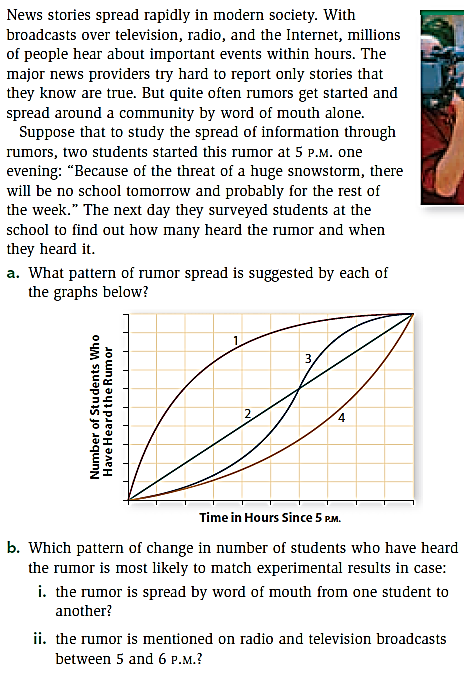 News stories spread rapidly in modern society. With
broadcasts over television, radio, and the Internet, millions
of people hear about important events within hours. The
major news providers try hard to report only stories that
they know are true. But quite often rumors get started and
spread around a community by word of mouth alone.
Suppose that to study the spread of information through
rumors, two students started this rumor at 5 P.M. one
evening: “Because of the threat of a huge snowstorm, there
will be no school tomorrow and probably for the rest of
the week.” The next day they surveyed students at the
school to find out how many heard the rumor and when
they heard it.
a. What pattern of rumor spread is suggested by each of
the graphs below?
Number of Students Who
Have Heard the Rumor
1
3
2
4
Time in Hours Since 5 P.M.
b. Which pattern of change in number of students who have heard
the rumor is most likely to match experimental results in case:
i. the rumor is spread by word of mouth from one student to
another?
ii. the rumor is mentioned on radio and television broadcasts
between 5 and 6 P.M.?